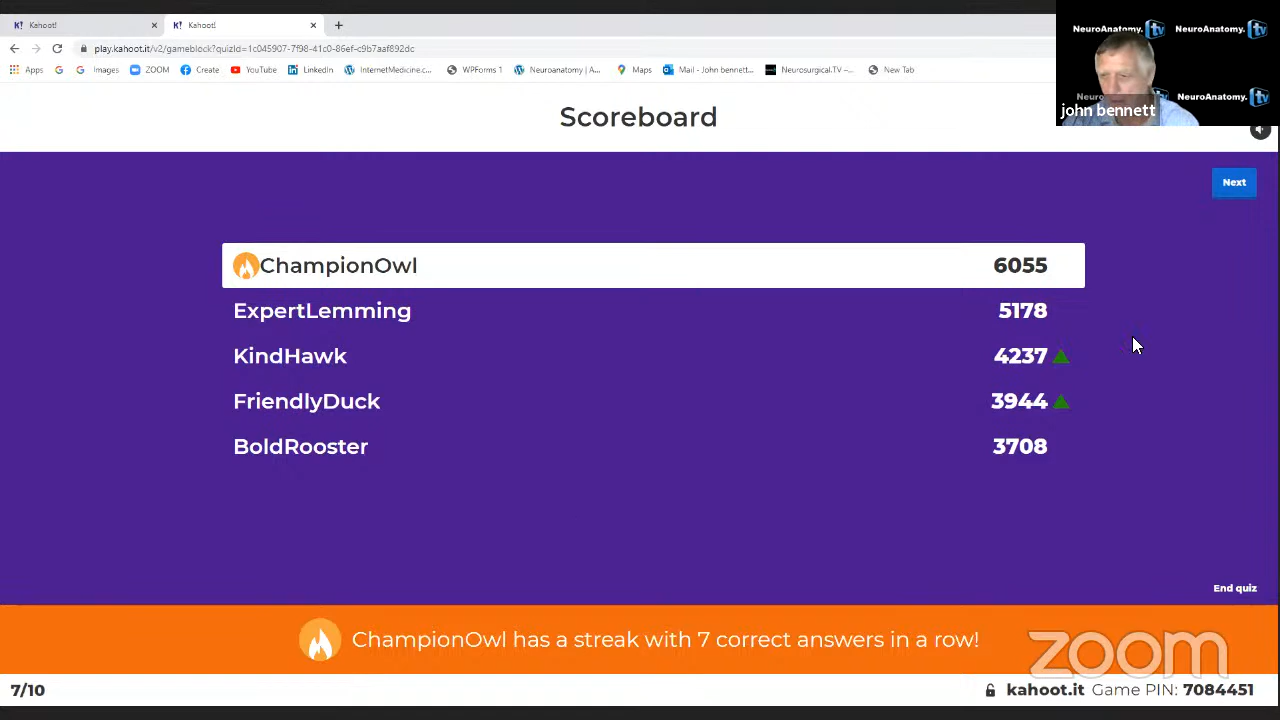 Kahoot!
Kahoot!
play.kahoot.it/v2/gameblock?quizId=1c045907-7f98-41c0-86ef-c9b7aaf892dc
Apps Images ZOOM Create YouTube LinkedIn InternetMedicine.c... WPForms 1 Neuroanatomy | A... Maps Mail - John bennett... Neurosurgical.TV –... New Tab
NeuroAnatomy.tv NeuroAnatomy.tv
Neuro NeuroAnatomy.tv
john bennett
Scoreboard
Next
ChampionOwl 6055
ExpertLemming 5178
KindHawk 4237
FriendlyDuck 3944
BoldRooster 3708
End quiz
ChampionOwl has a streak with 7 correct answers in a row!
zoom
7/10 kahoot.it Game PIN: 7084451